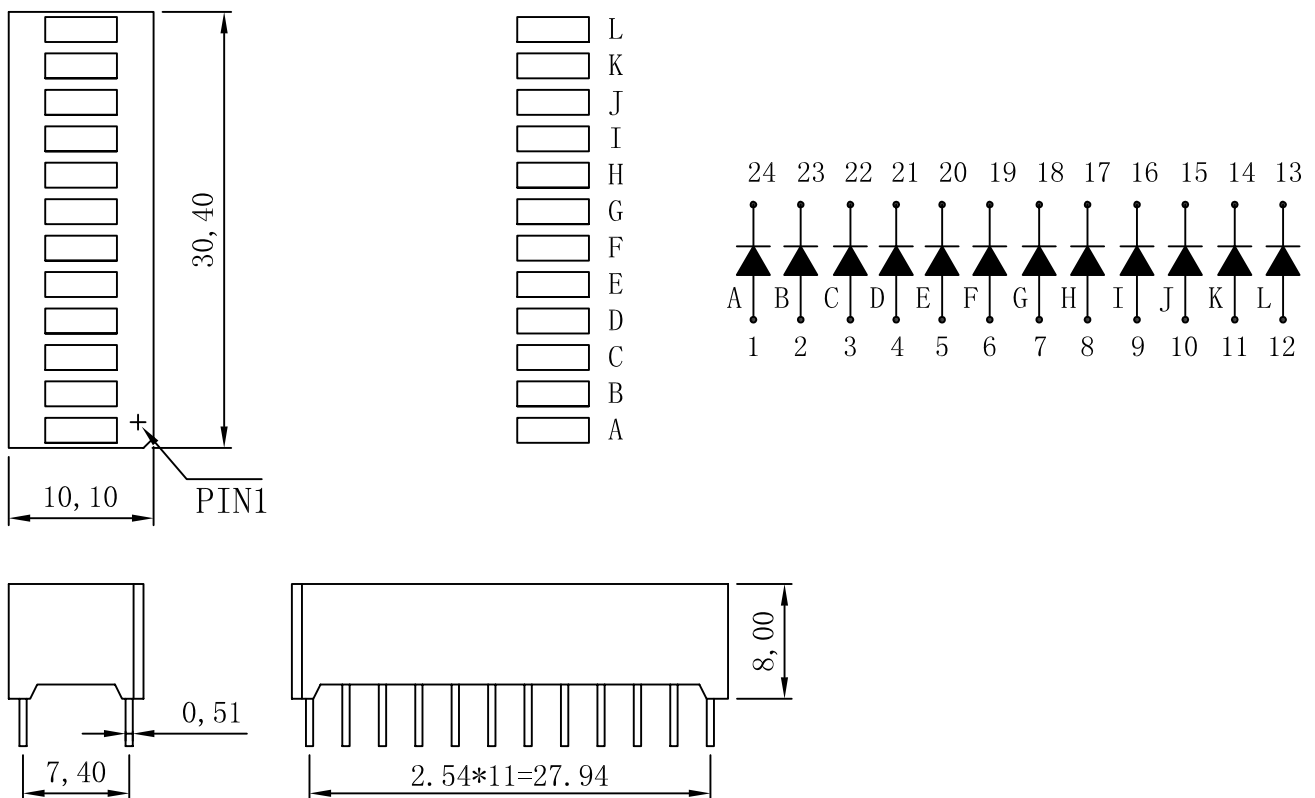 L
K
J
I
H
G
F
E
D
C
B
A
30,40
10,10
PIN1
24 23 22 21 20 19 18 17 16 15 14 13
A B C D E F G H I J K L
1 2 3 4 5 6 7 8 9 10 11 12
0,51
7,40
2.54*11=27.94
8,00